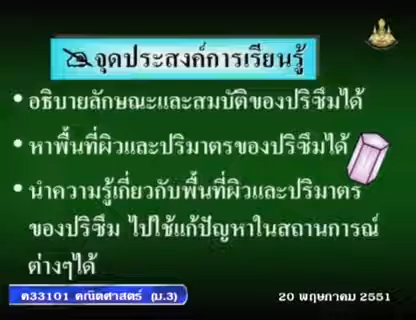 จุดประสงค์การเรียนรู้
• อธิบายลักษณะและสมบัติของปริซึมได้
• หาพื้นที่ผิวและปริมาตรของปริซึมได้
• นำความรู้เกี่ยวกับพื้นที่ผิวและปริมาตร
ของปริซึม ไปใช้แก้ปัญหาในสถานการณ์
ต่างๆได้
ค33101 คณิตศาสตร์ (ม.3)
20 พฤษภาคม 2551